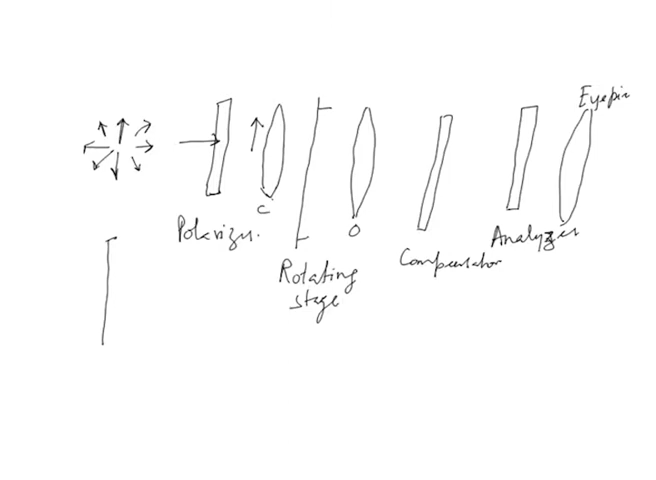 Eyepie
C
O
Polarizer.
Analyzer
Compensator
Rotating
stage